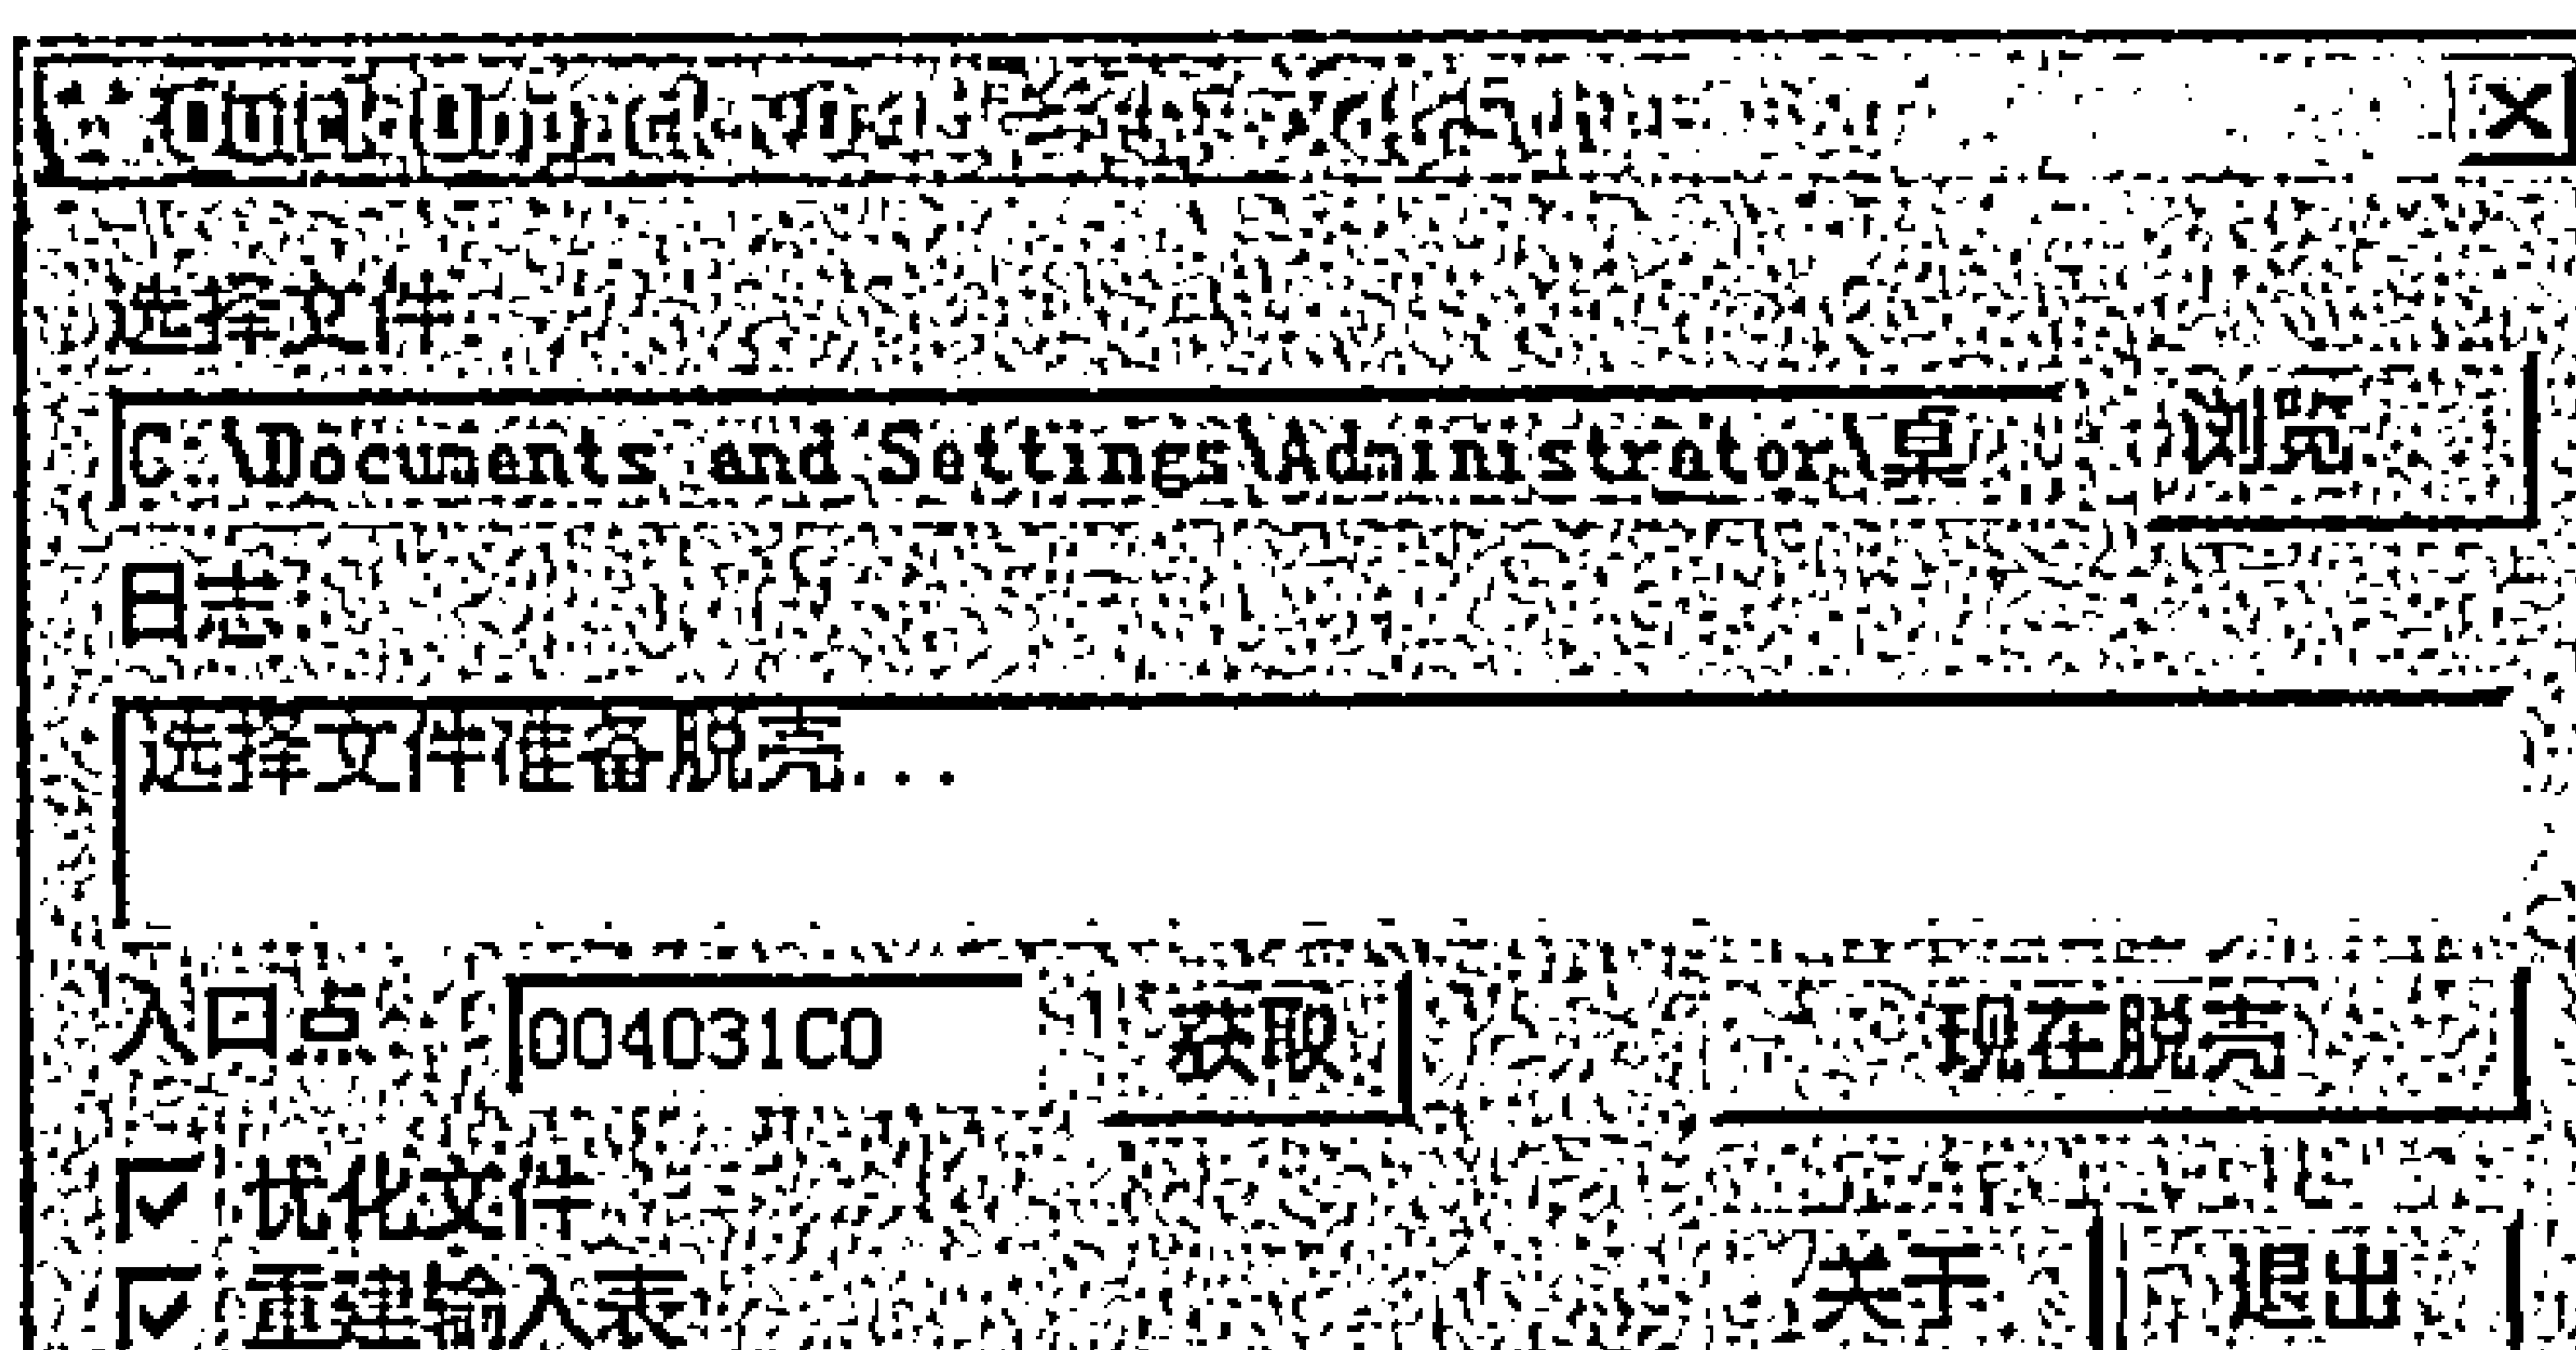 Quick Unpack
选择文件
C:\Documents and Settings\Administrator\桌 浏览
日志
选择文件准备脱壳...
入口点: 004031C0 获取 现在脱壳
优化文件
重建输入表 关于 退出